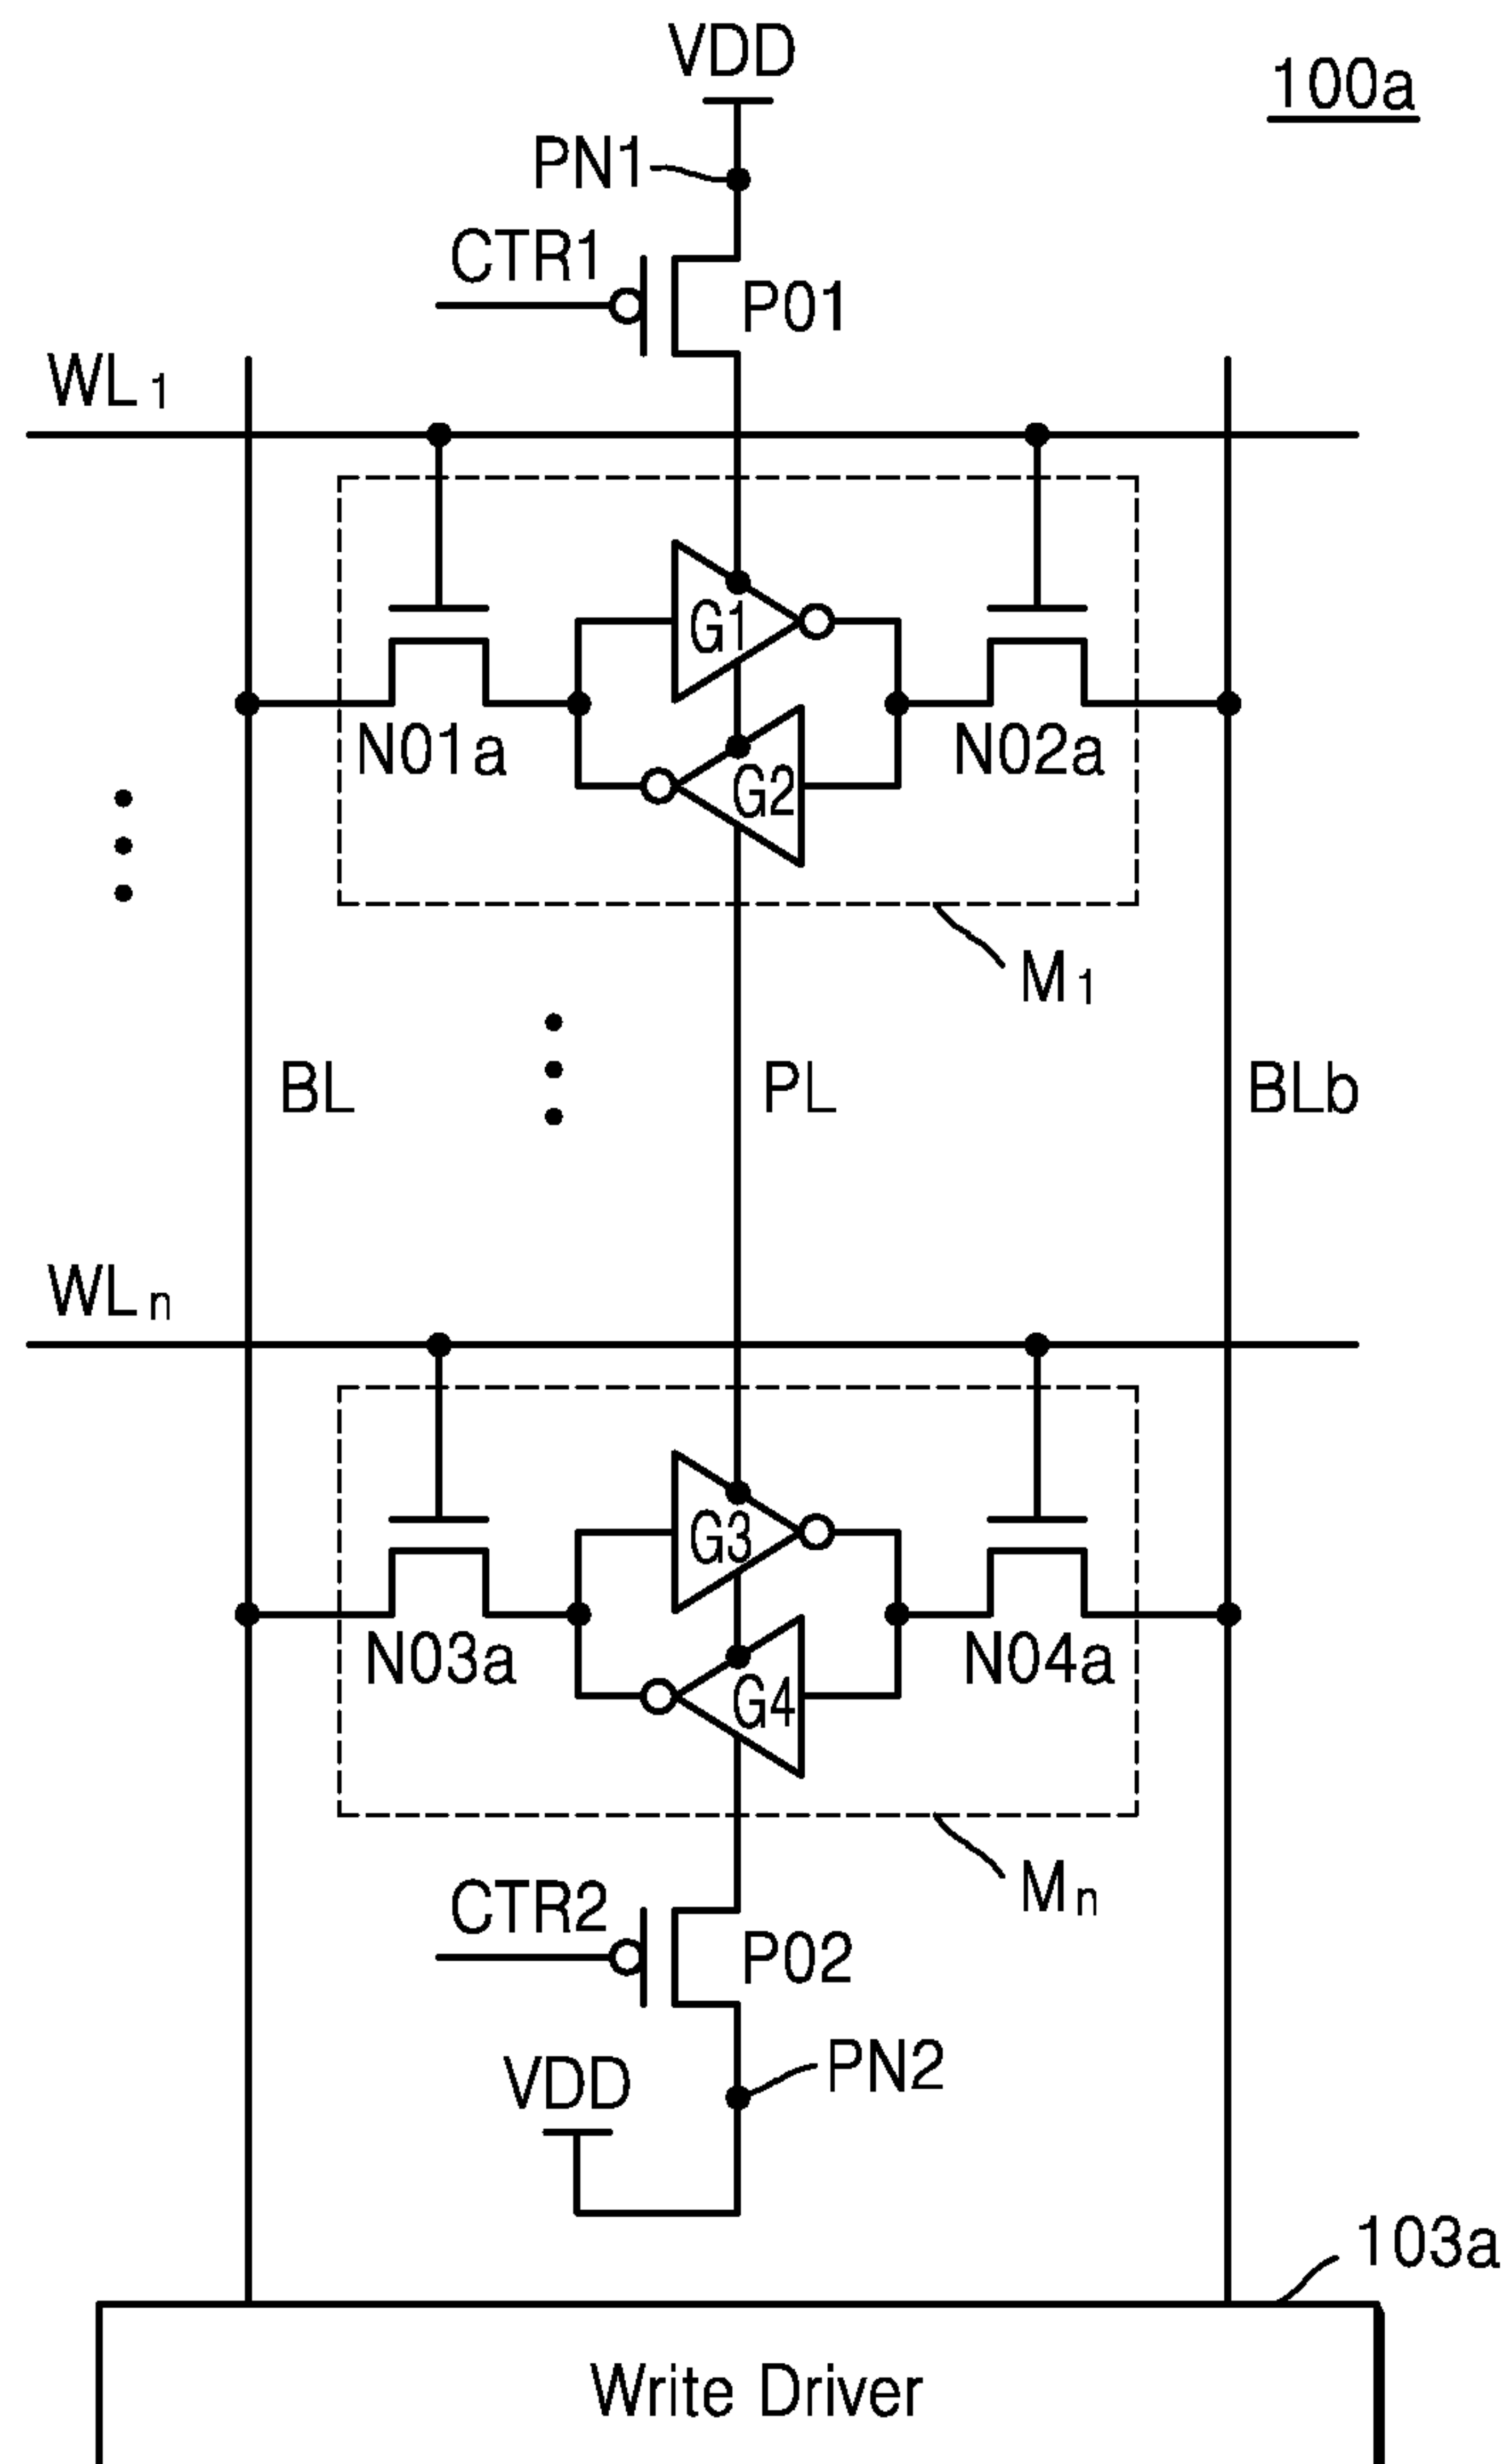 VDD
100a
PN1
CTR1
P01
WL1
G1
N01a
N02a
G2
M1
BL
PL
BLb
WLn
G3
N03a
N04a
G4
Mn
CTR2
P02
PN2
VDD
103a
Write Driver